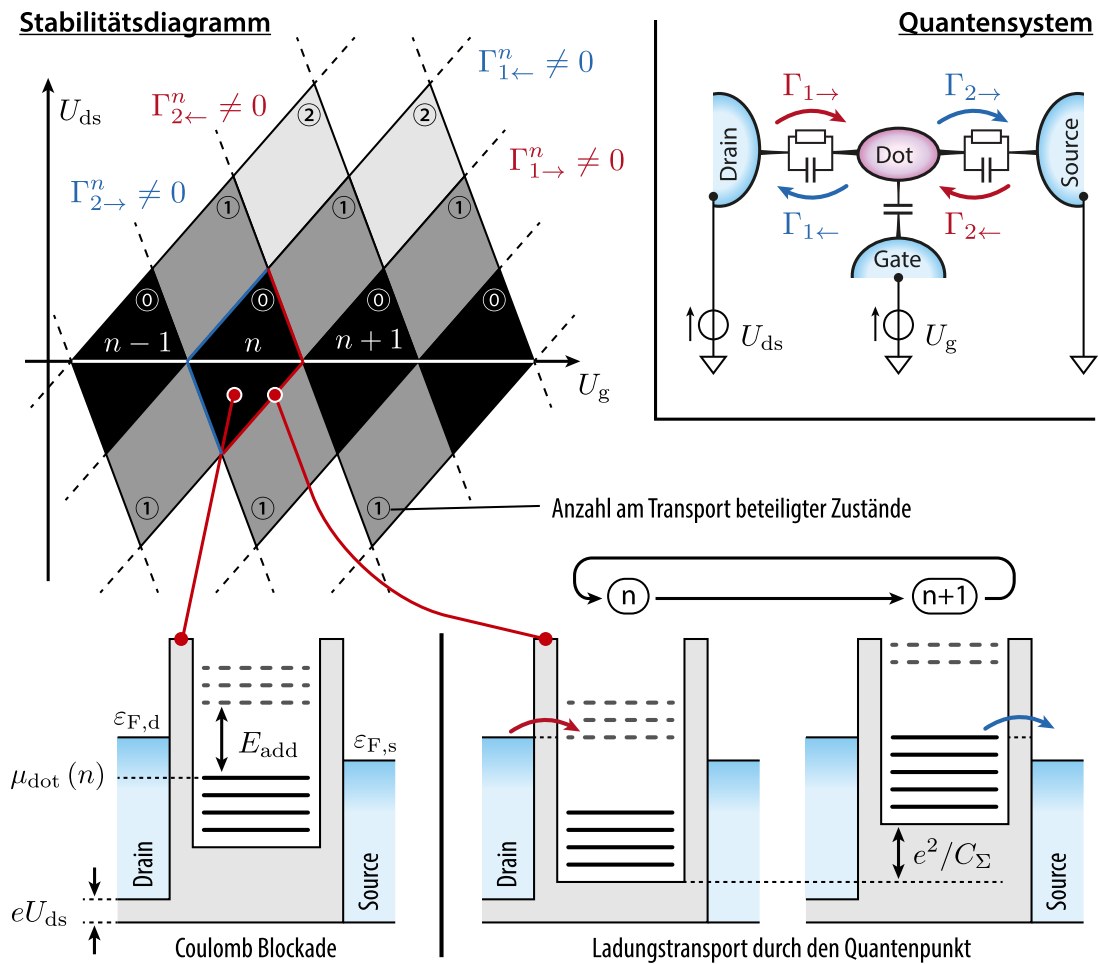 Stabilitätsdiagramm
U_ds
Γ^n_{2←} ≠ 0
Γ^n_{1←} ≠ 0
Γ^n_{2→} ≠ 0
Γ^n_{1→} ≠ 0
② ②
① ① ①
⓪ ⓪ ⓪ ⓪
n − 1 n n + 1
U_g
① ① ①
Anzahl am Transport beteiligter Zustände
Quantensystem
Γ_{1→} Γ_{2→}
Drain Dot Source
Γ_{1←} Γ_{2←}
Gate
U_ds U_g
n n+1
ε_{F,d}
E_add
ε_{F,s}
μ_dot (n)
Drain
Source
eU_ds
Coulomb Blockade
Drain
Source
e²/C_Σ
Ladungstransport durch den Quantenpunkt